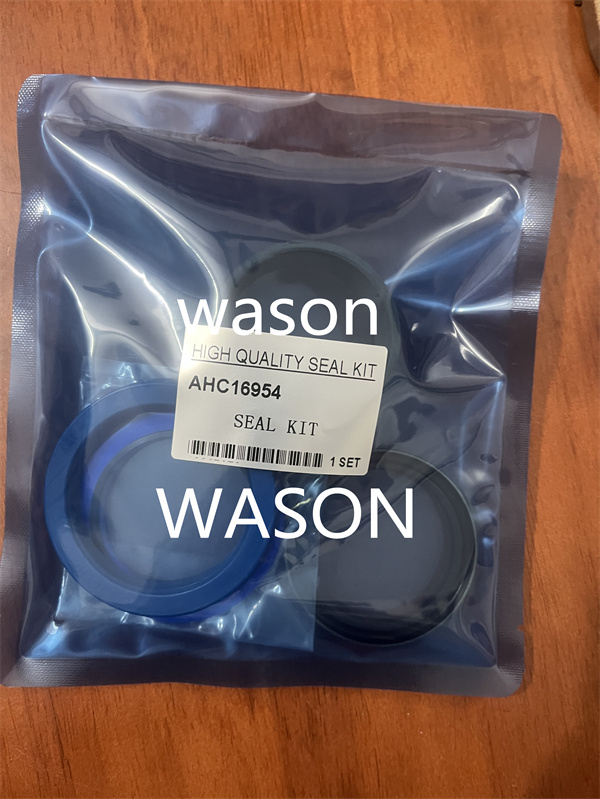 wason
HIGH QUALITY SEAL KIT
AHC16954
SEAL KIT
1 SET
WASON